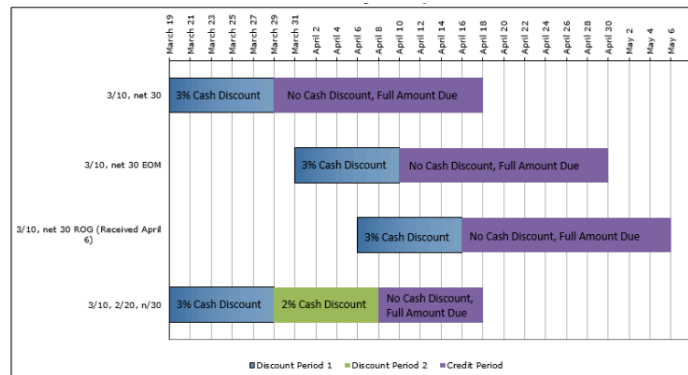 March 19
March 21
March 23
March 25
March 27
March 29
March 31
April 2
April 4
April 6
April 8
April 10
April 12
April 14
April 16
April 18
April 20
April 22
April 24
April 26
April 28
April 30
May 2
May 4
May 6
3/10, net 30
3% Cash Discount
No Cash Discount, Full Amount Due
3/10, net 30 EOM
3% Cash Discount
No Cash Discount, Full Amount Due
3/10, net 30 ROG (Received April
6)
3% Cash Discount
No Cash Discount, Full Amount Due
3/10, 2/20, n/30
3% Cash Discount
2% Cash Discount
No Cash Discount,
Full Amount Due
Discount Period 1
Discount Period 2
Credit Period